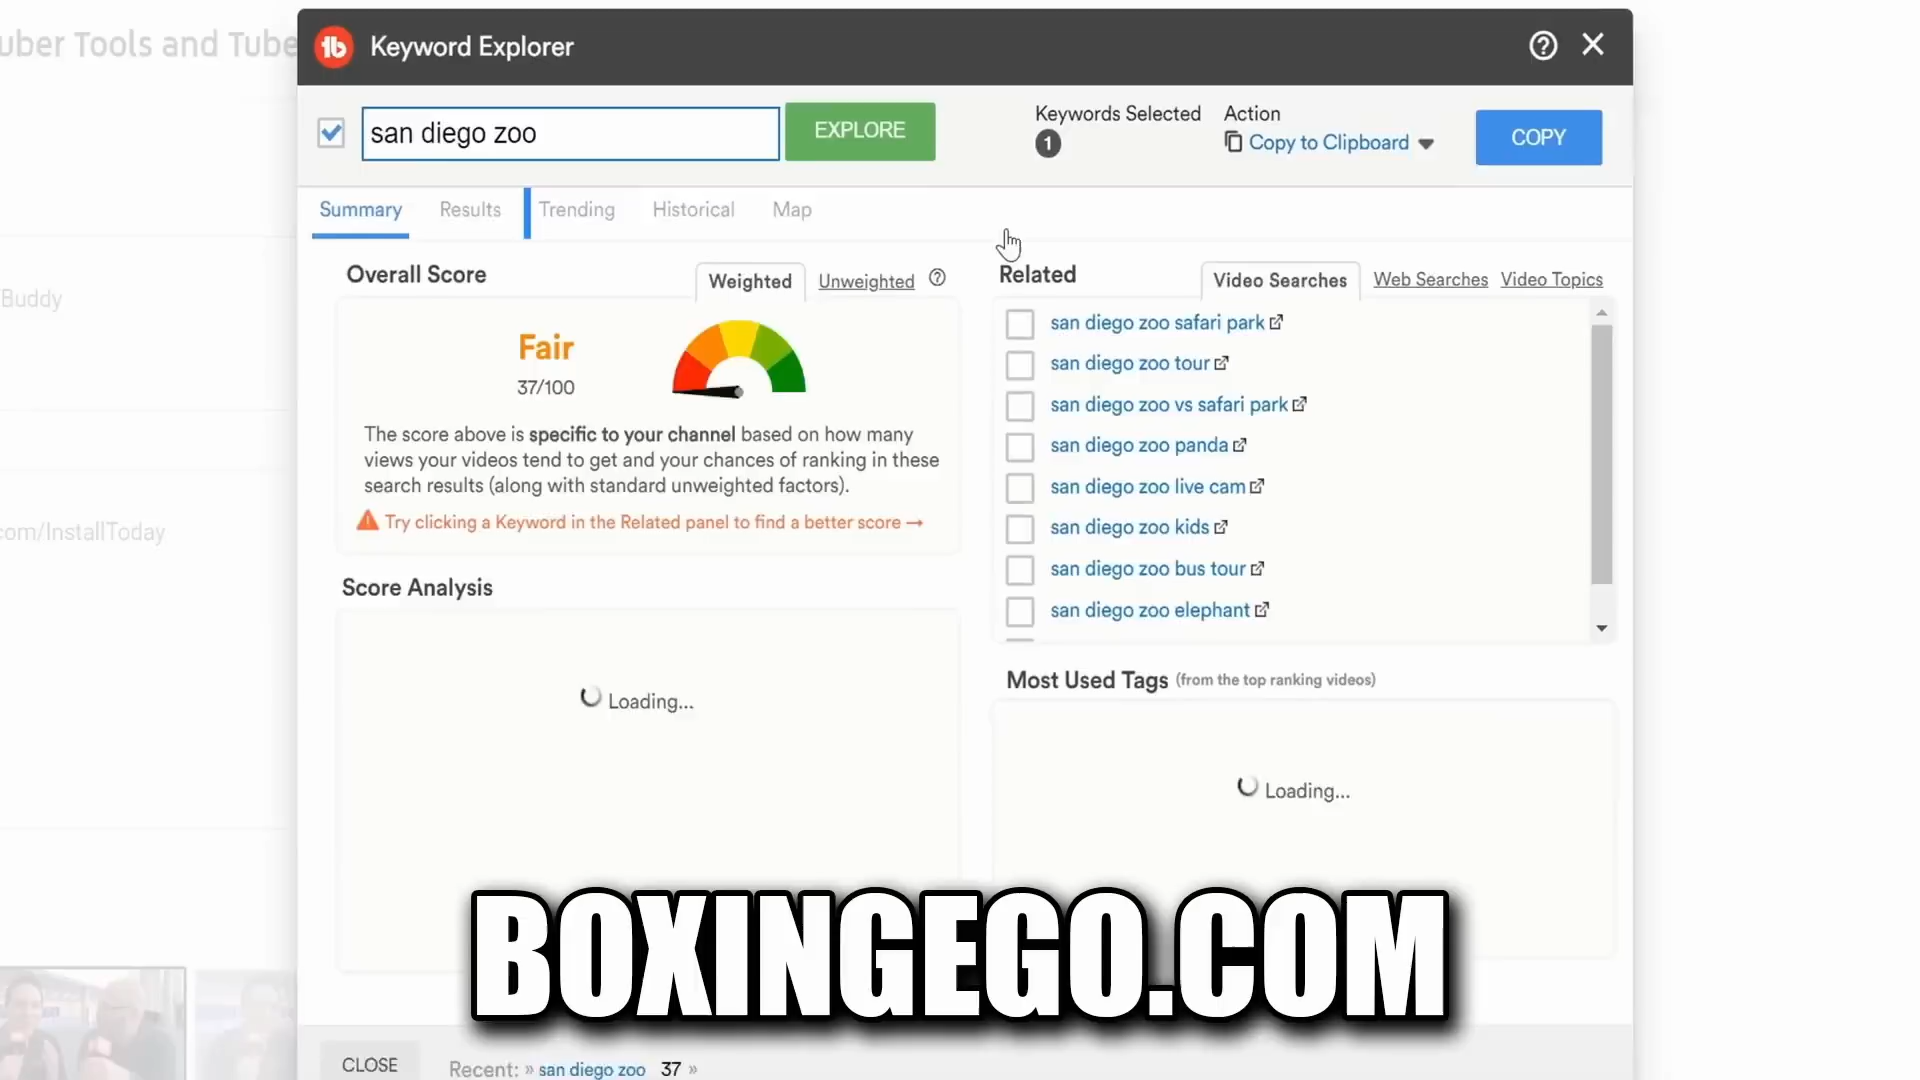 uber Tools and Tube
Keyword Explorer
san diego zoo
EXPLORE
Keywords Selected
1
Action
Copy to Clipboard
COPY
Summary
Results
Trending
Historical
Map
Overall Score
Weighted
Unweighted
Fair
37/100
The score above is specific to your channel based on how many
views your videos tend to get and your chances of ranking in these
search results (along with standard unweighted factors).
Try clicking a Keyword in the Related panel to find a better score →
Related
Video Searches
Web Searches
Video Topics
san diego zoo safari park
san diego zoo tour
san diego zoo vs safari park
san diego zoo panda
san diego zoo live cam
san diego zoo kids
san diego zoo bus tour
san diego zoo elephant
Buddy
com/InstallToday
Score Analysis
Loading...
Most Used Tags (from the top ranking videos)
Loading...
BOXINGEGO.COM
CLOSE
Recent: » san diego zoo 37 »